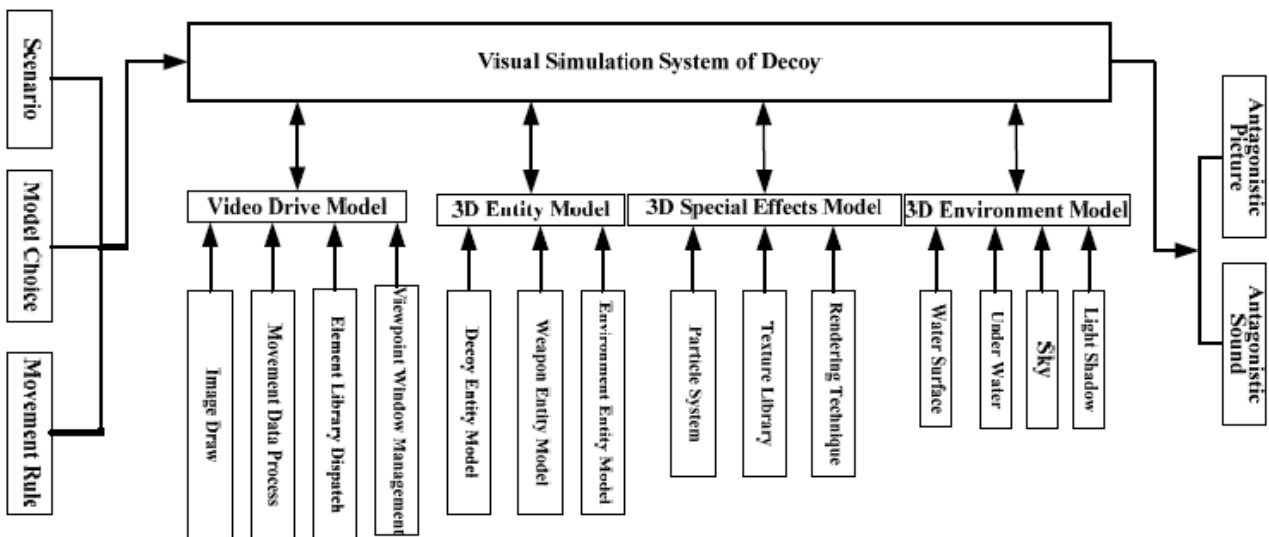 Scenario
Model Choice
Movement Rule
Visual Simulation System of Decoy
Video Drive Model
3D Entity Model
3D Special Effects Model
3D Environment Model
Image Draw
Movement Data Process
Element Library Dispatch
Viewpoint Window Management
Decoy Entity Model
Weapon Entity Model
Environment Entity Model
Particle System
Texture Library
Rendering Technique
Water Surface
Under Water
Sky
Light Shadow
Antagonistic
Picture
Antagonistic
Sound